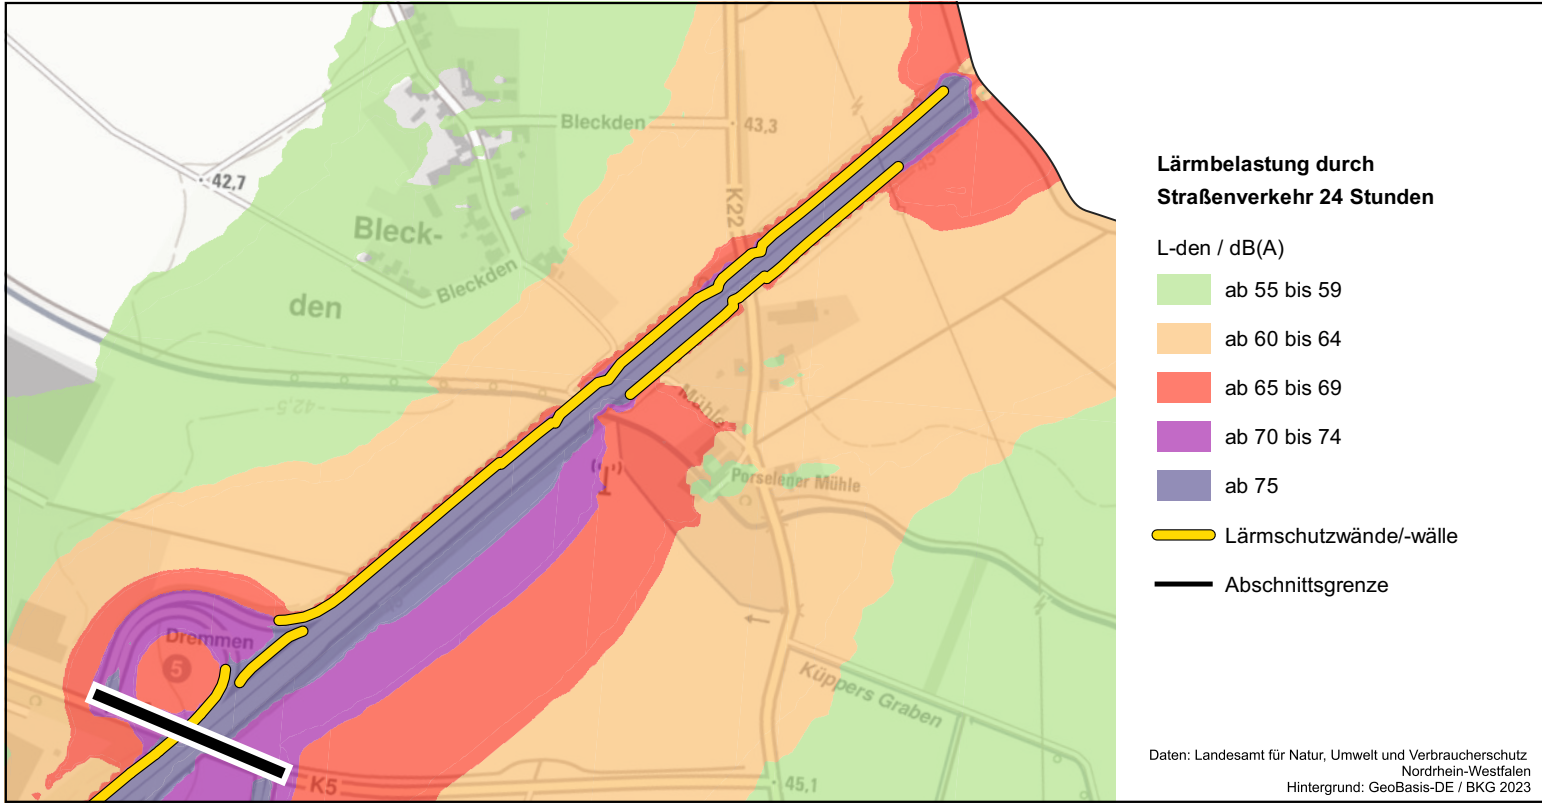 Bleckden
43,3
42,7
K22
Bleck-
den
Bleckden
42,5
Mühle
Porselener Mühle
Dremmen
5
Küppers Graben
K5
45,1
Lärmbelastung durch
Straßenverkehr 24 Stunden
L-den / dB(A)
ab 55 bis 59
ab 60 bis 64
ab 65 bis 69
ab 70 bis 74
ab 75
Lärmschutzwände/-wälle
Abschnittsgrenze
Daten: Landesamt für Natur, Umwelt und Verbraucherschutz
Nordrhein-Westfalen
Hintergrund: GeoBasis-DE / BKG 2023